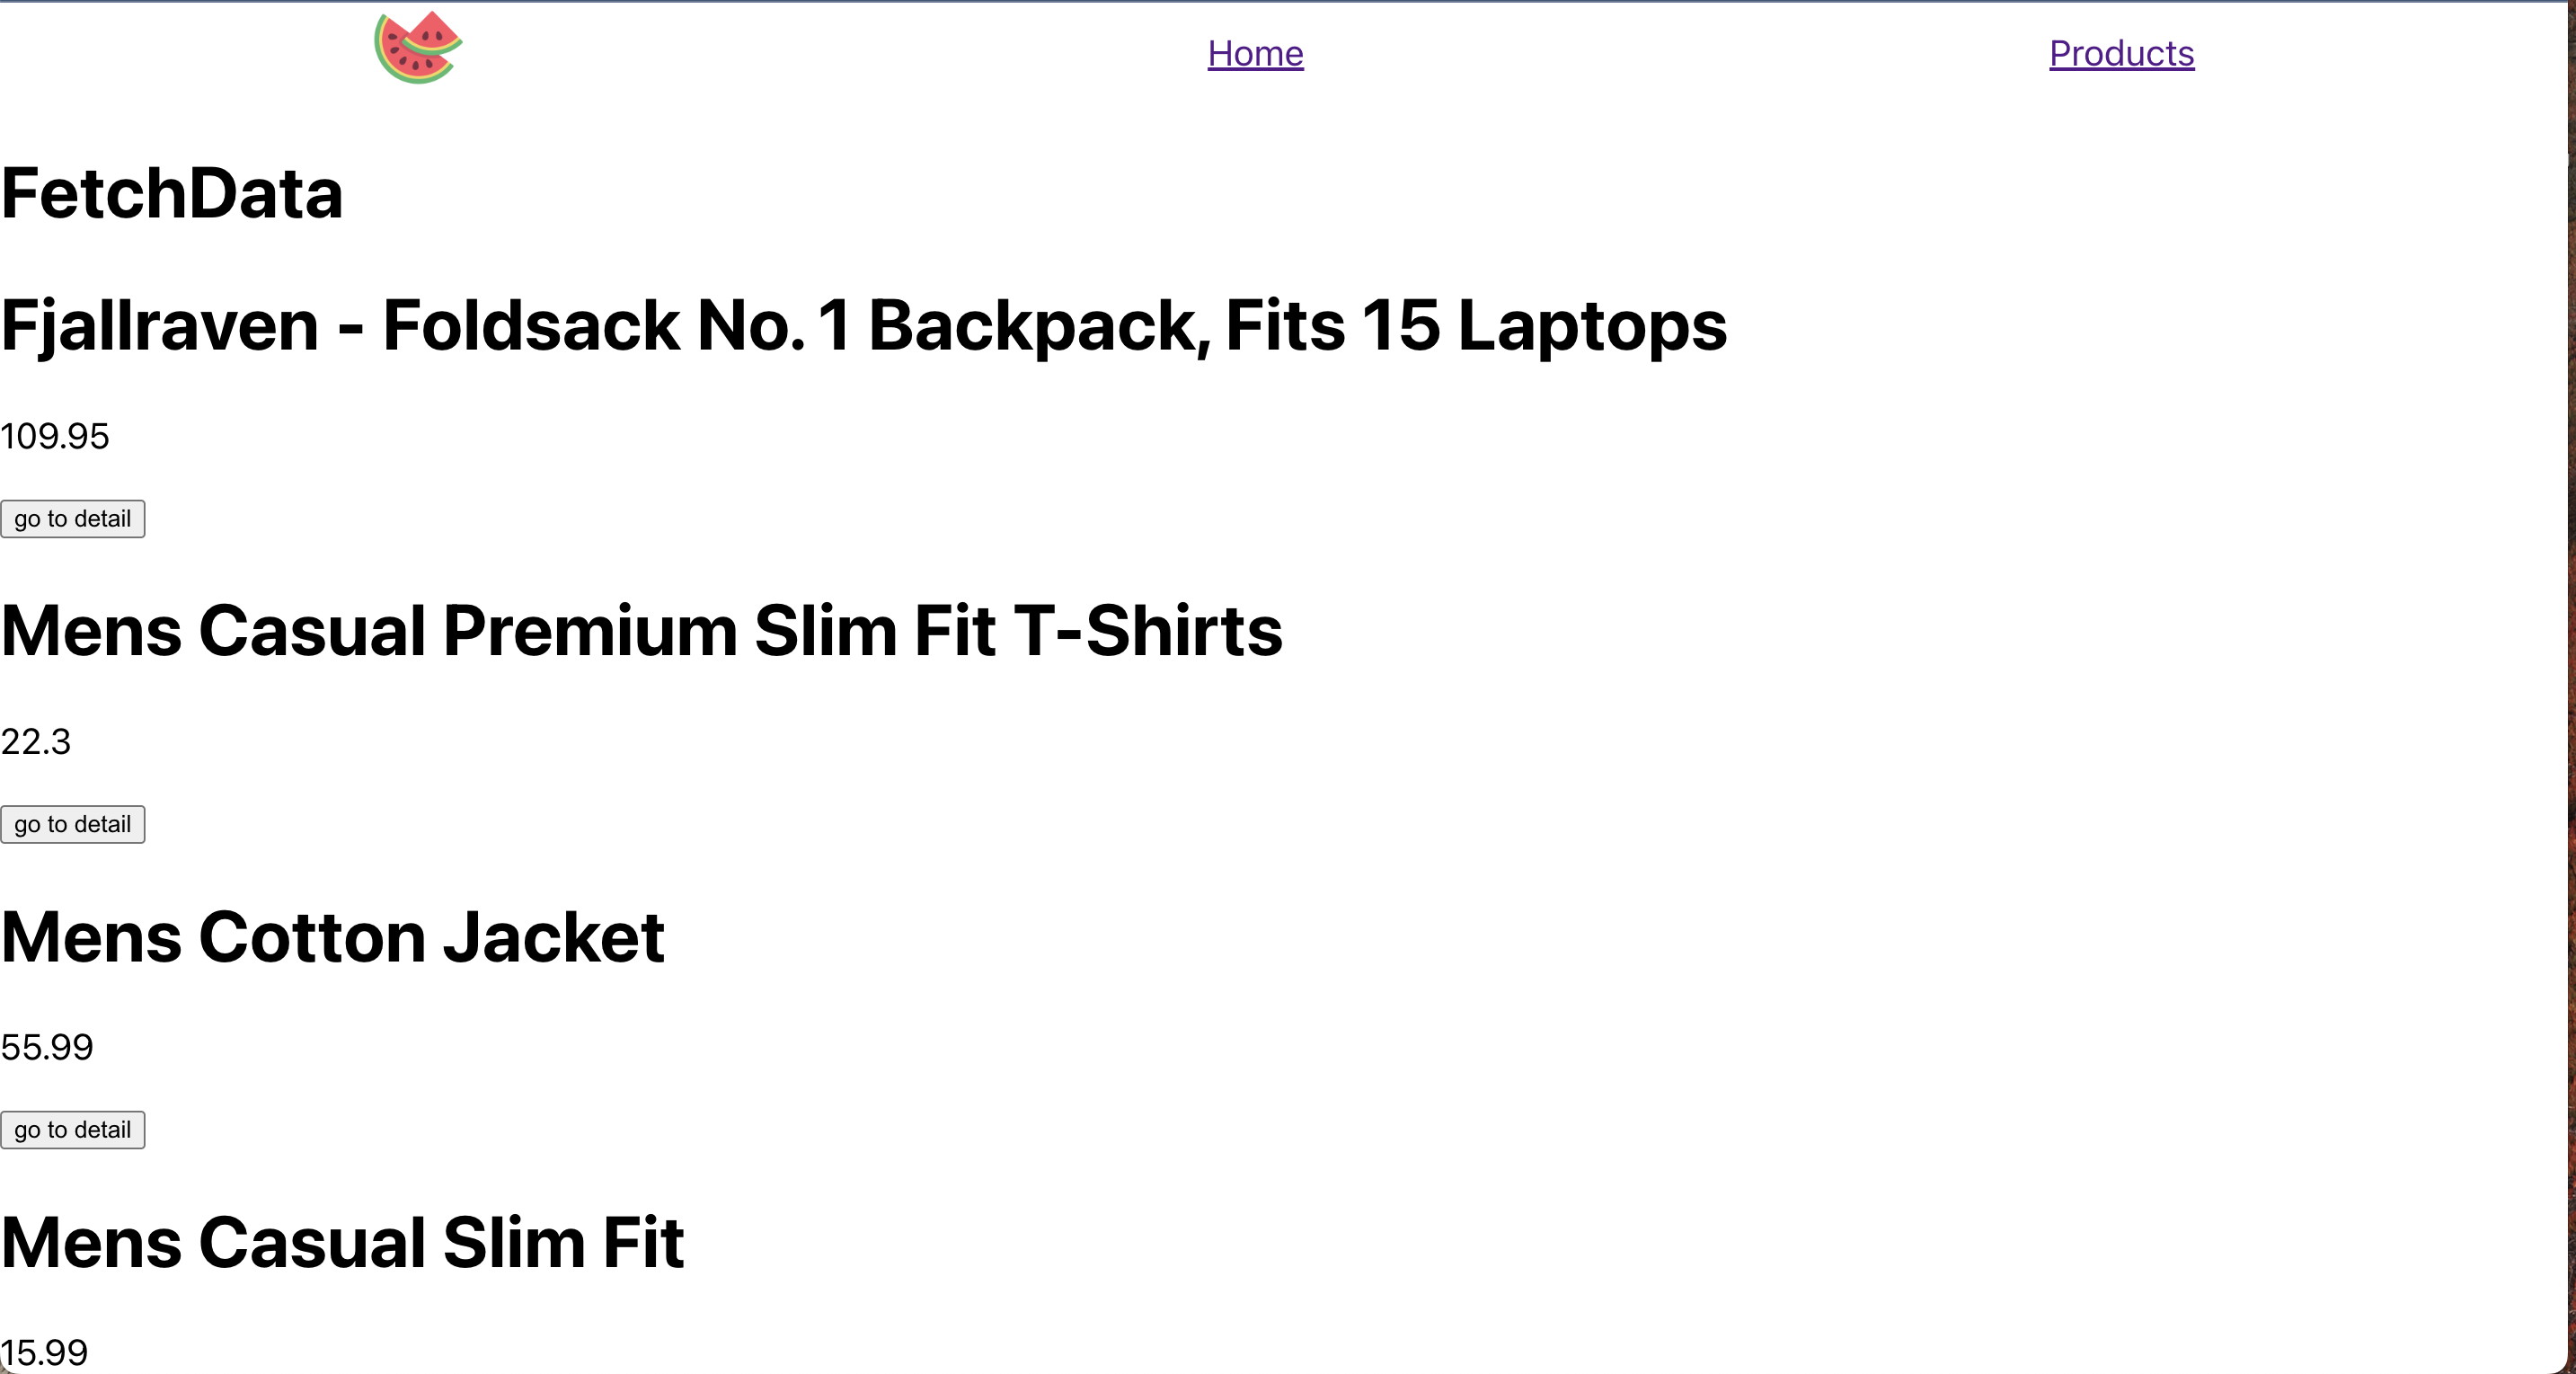 Home Products
FetchData
Fjallraven - Foldsack No. 1 Backpack, Fits 15 Laptops
109.95
go to detail
Mens Casual Premium Slim Fit T-Shirts
22.3
go to detail
Mens Cotton Jacket
55.99
go to detail
Mens Casual Slim Fit
15.99